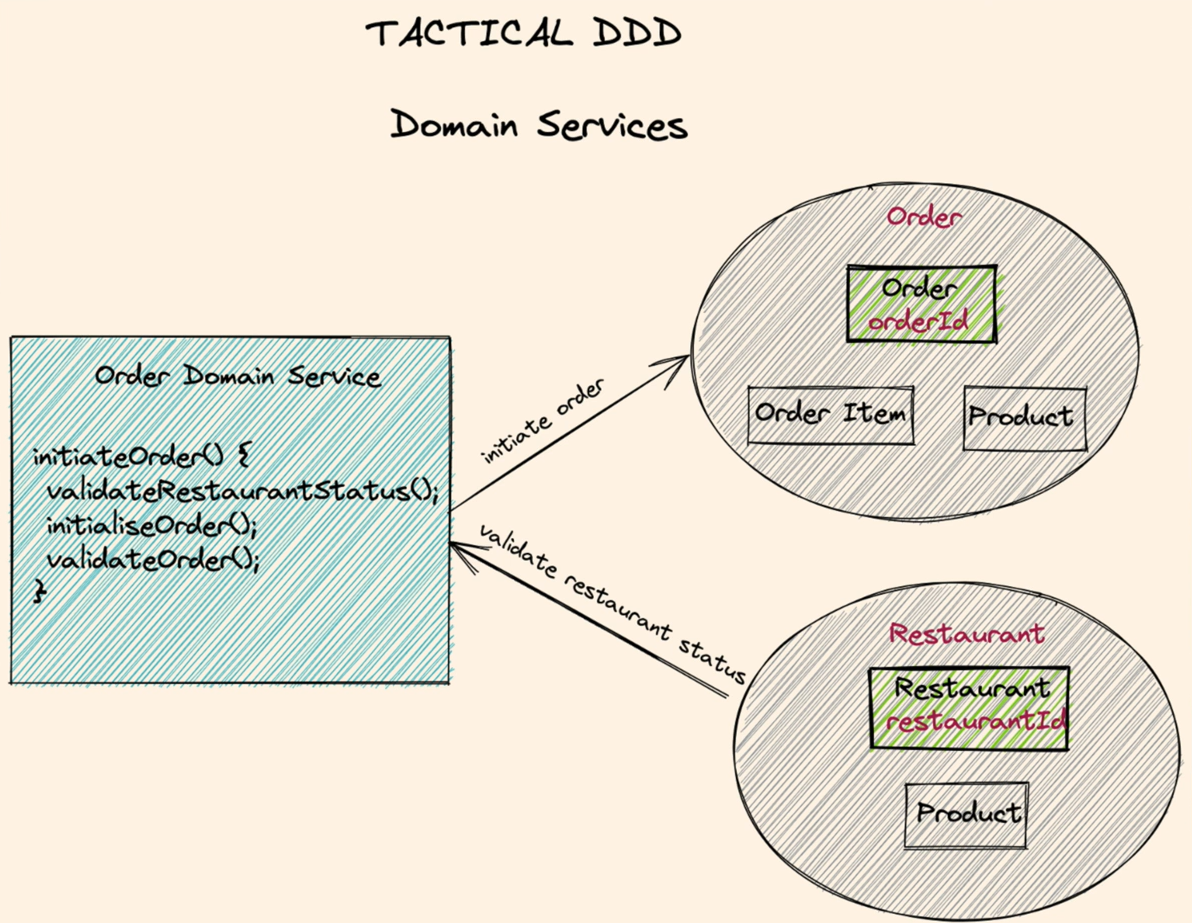 TACTICAL DDD
Domain Services
Order Domain Service
initiateOrder() {
validateRestaurantStatus();
initialiseOrder();
validateOrder();
}
initiate order
validate restaurant status
Order
Order
orderId
Order Item
Product
Restaurant
Restaurant
restaurantId
Product